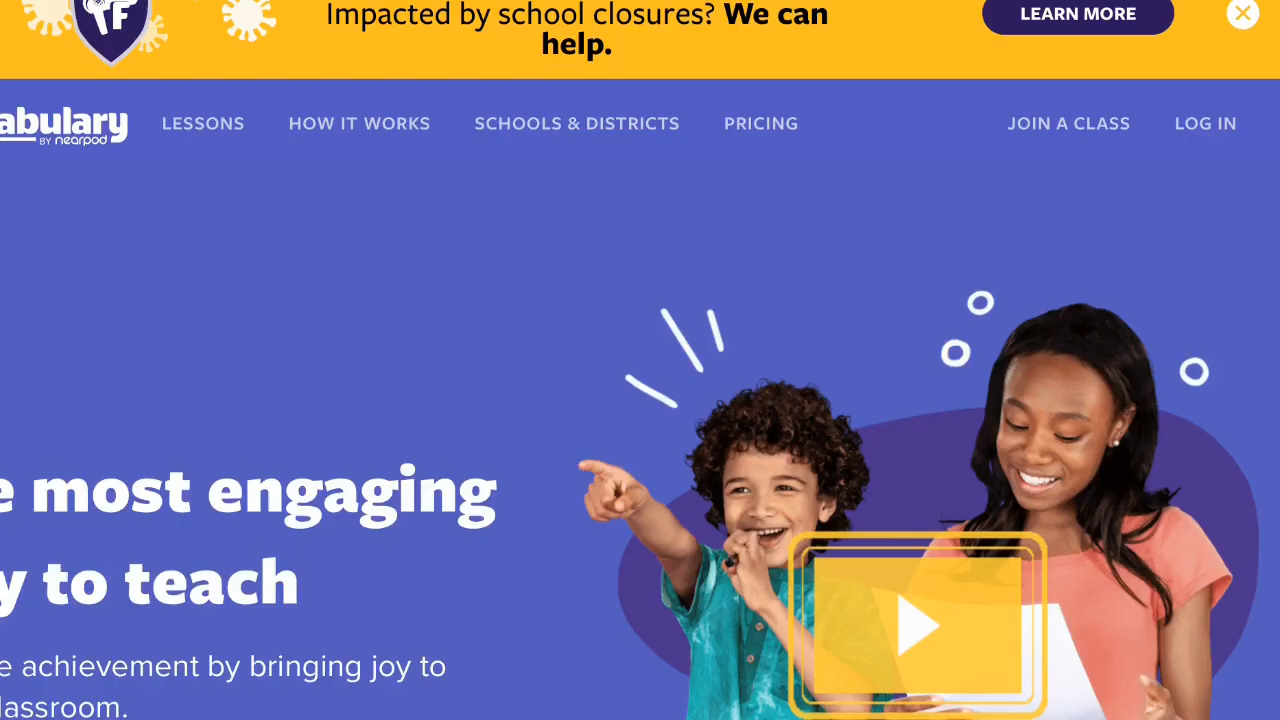 F
Impacted by school closures? We can
help.
LEARN MORE
abulary
BY nearpod
LESSONS
HOW IT WORKS
SCHOOLS & DISTRICTS
PRICING
JOIN A CLASS
LOG IN
e most engaging
y to teach
e achievement by bringing joy to
lassroom.